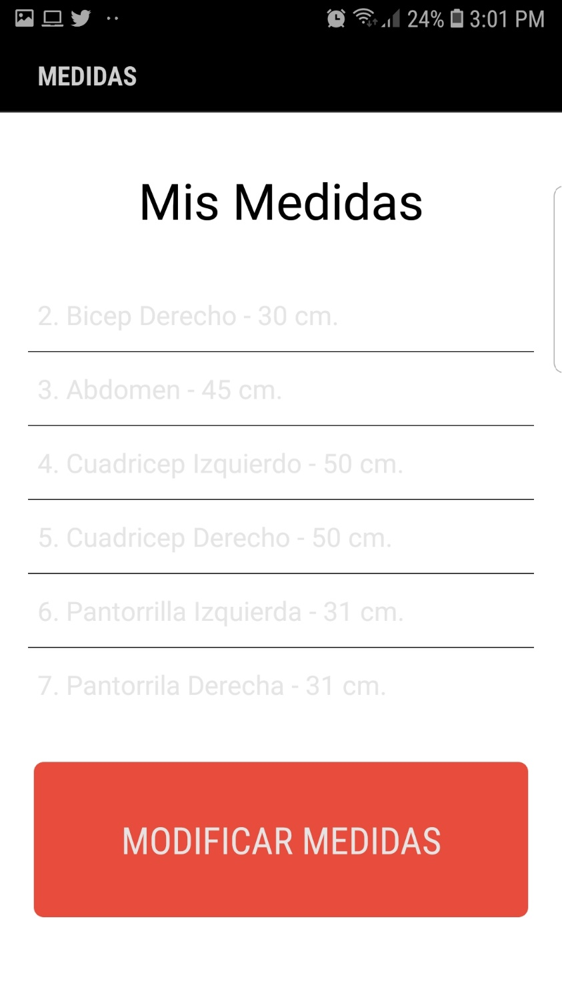 24% 3:01 PM
MEDIDAS
Mis Medidas
2. Bicep Derecho - 30 cm.
3. Abdomen - 45 cm.
4. Cuadricep Izquierdo - 50 cm.
5. Cuadricep Derecho - 50 cm.
6. Pantorrilla Izquierda - 31 cm.
7. Pantorrila Derecha - 31 cm.
MODIFICAR MEDIDAS